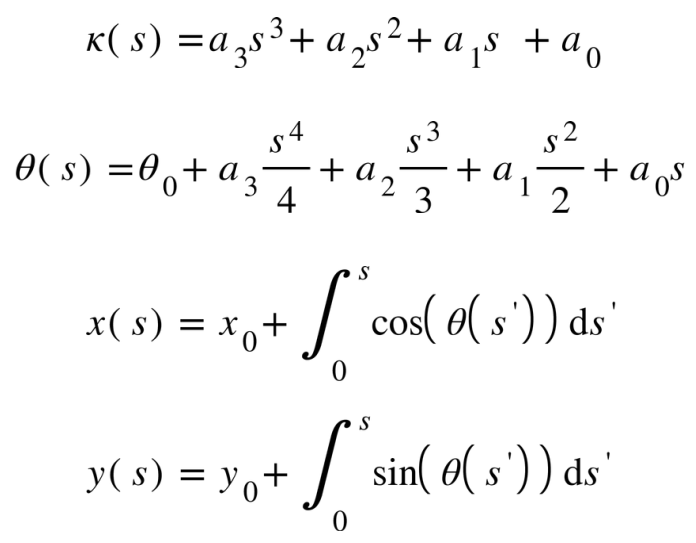 κ( s) =a₃s³+ a₂s²+ a₁s + a₀
θ( s) =θ₀+ a₃ s⁴/4 + a₂ s³/3 + a₁ s²/2 + a₀s
x( s) = x₀+ ∫₀ˢ cos( θ( s')) ds'
y( s) = y₀+ ∫₀ˢ sin( θ( s')) ds'